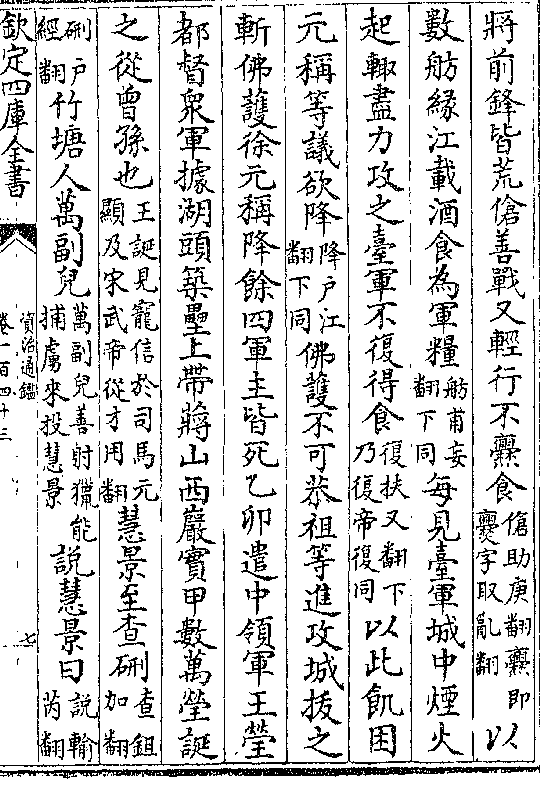 將前鋒皆荒傖善戰又輕行不㸑食傖助庚翻㸑即㸑字取亂翻以
數舫緣江載酒食為軍糧舫甫妄翻下同每見臺軍城中煙火
起輙盡力攻之臺軍不復得食復扶又翻下乃復帝復同以此飢困
元稱等議欲降降户江翻下同佛護不可恭祖等進攻城拔之
斬佛護徐元稱降餘四軍主皆死乙卯遣中領軍王瑩
都督衆軍據湖頭築壘上帶蔣山西巖實甲數萬瑩誕
之從曾孫也王誕見寵信於司馬元顯及宋武帝從才用翻慧景至查硎查鉏加翻
硎户經翻竹塘人萬副兒萬副兒善射獵能捕虜來投慧景説慧景曰説輸芮翻
欽定四庫全書
資治通鑑
卷一百四十三
七